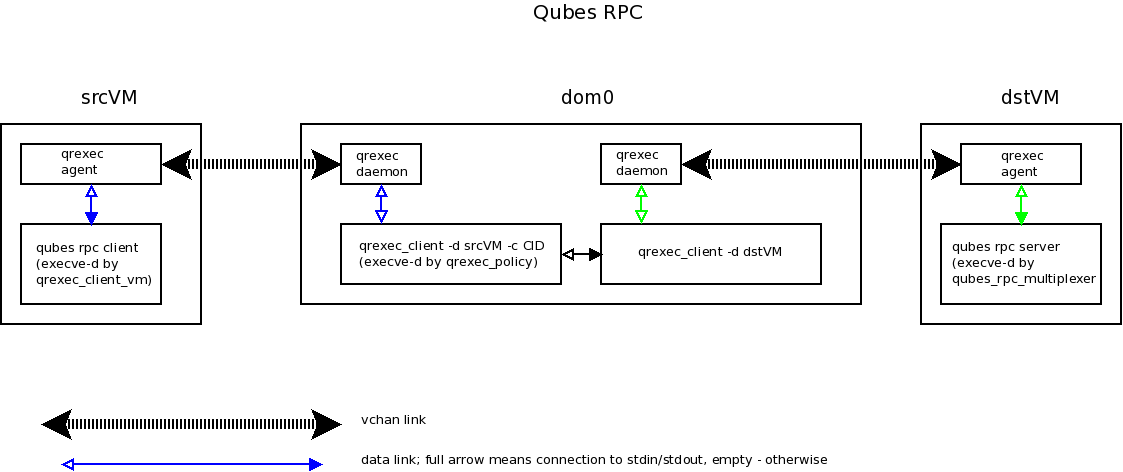 Qubes RPC
srcVM
dom0
dstVM
qrexec
agent
qrexec
daemon
qrexec
daemon
qrexec
agent
qubes rpc client
(execve-d by
qrexec_client_vm)
qrexec_client -d srcVM -c CID
(execve-d by qrexec_policy)
qrexec_client -d dstVM
qubes rpc server
(execve-d by
qubes_rpc_multiplexer
vchan link
data link; full arrow means connection to stdin/stdout, empty - otherwise